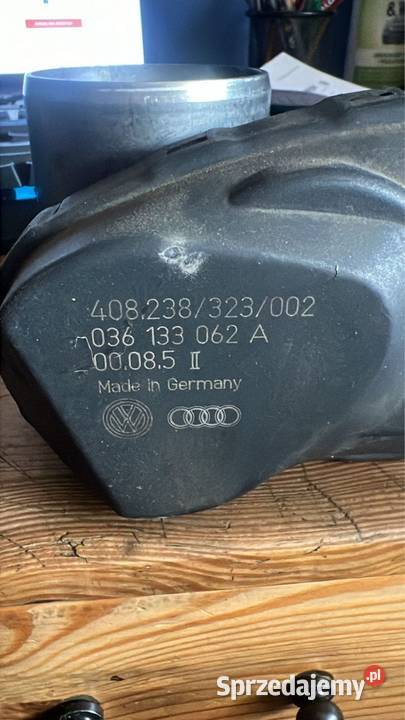 408.238/323/002
036 133 062 A
00.08.5 II
Made in Germany
Sprzedajemy.pl